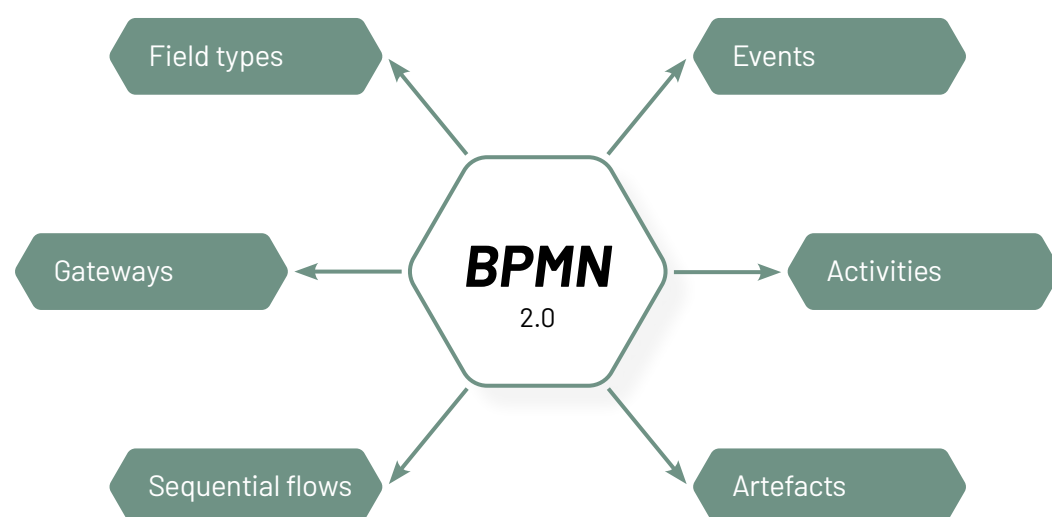 Field types
Events
BPMN
2.0
Gateways
Activities
Sequential flows
Artefacts